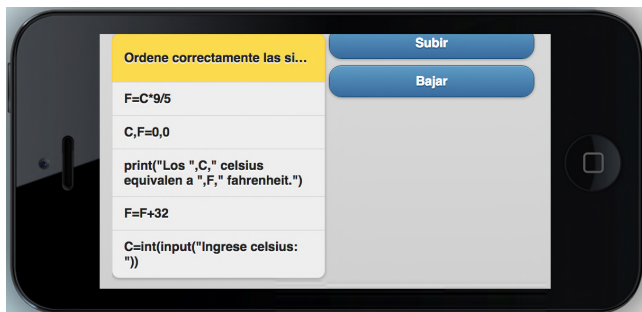 Ordene correctamente las si...
F=C*9/5
C,F=0,0
print("Los ",C," celsius
equivalen a ",F," fahrenheit.")
F=F+32
C=int(input("Ingrese celsius:
"))
Subir
Bajar